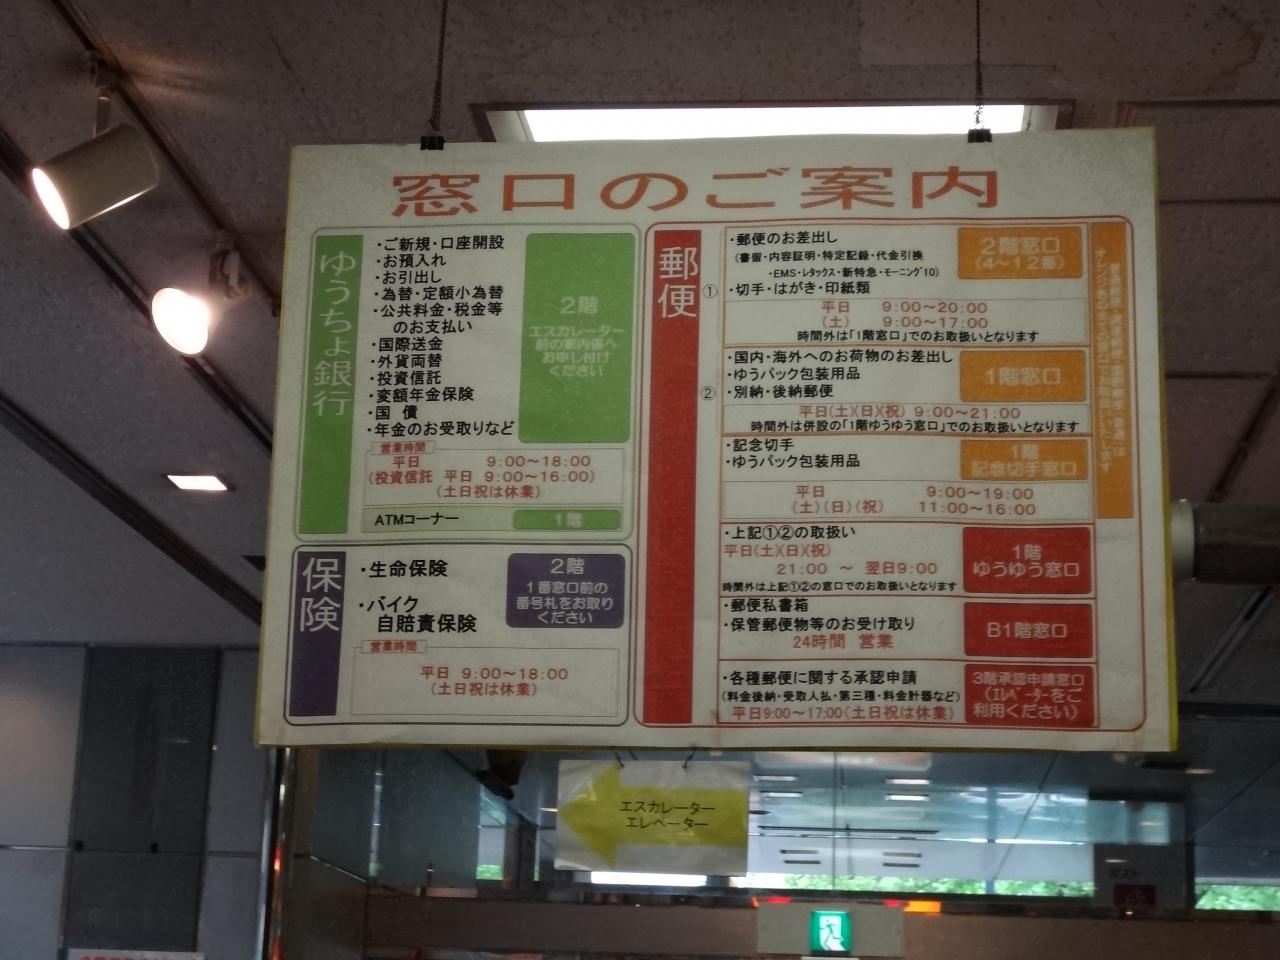 窓口のご案内
ゆうちょ銀行
・ご新規・口座開設
・お預入れ
・お引出し
・為替・定額小為替
・公共料金・税金等
のお支払い
・国際送金
・外貨両替
・投資信託
・変額年金保険
・国 債
・年金のお受取りなど
2階
エスカレーター
前の案内係へ
お申し付け
ください
営業時間
平日 9:00～18:00
(投資信託 平日 9:00～16:00)
(土日祝は休業)
ATMコーナー 1階
保険
・生命保険
・バイク
自賠責保険
2階
1番窓口前の
番号札をお取り
ください
営業時間
平日 9:00～18:00
(土日祝は休業)
郵便
①
・郵便のお差出し
(書留・内容証明・特定記録・代金引換
・EMS・レタックス・新特急・モーニング10)
・切手・はがき・印紙類
2階窓口
(4～12番)
平日 9:00～20:00
(土) 9:00～17:00
時間外は「1階窓口」でのお取扱いとなります
②
・国内・海外へのお荷物のお差出し
・ゆうパック包装用品
・別納・後納郵便
1階窓口
平日(土)(日)(祝) 9:00～21:00
時間外は併設の「1階ゆうゆう窓口」でのお取扱いとなります
・記念切手
・ゆうパック包装用品
1階
記念切手窓口
平日 9:00～19:00
(土)(日)(祝) 11:00～16:00
・上記①②の取扱い
平日(土)(日)(祝)
21:00 ～ 翌日9:00
時間外は上記①②の窓口でのお取扱いとなります
1階
ゆうゆう窓口
・郵便私書箱
・保管郵便物等のお受け取り
24時間 営業
B1階窓口
・各種郵便に関する承認申請
(料金後納・受取人払・第三種・料金計器など)
平日9:00～17:00(土日祝は休業)
3階承認申請窓口
(エレベーターをご
利用ください)
エスカレーター
エレベーター
ポスト